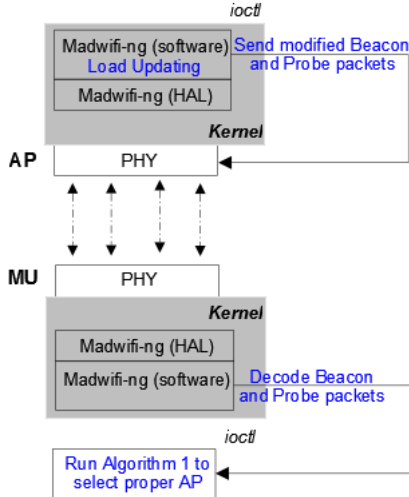 ioctl
Madwifi-ng (software)
Load Updating
Send modified Beacon
and Probe packets
Madwifi-ng (HAL)
Kernel
AP
PHY
MU
PHY
Kernel
Madwifi-ng (HAL)
Madwifi-ng (software)
Decode Beacon
and Probe packets
ioctl
Run Algorithm 1 to
select proper AP